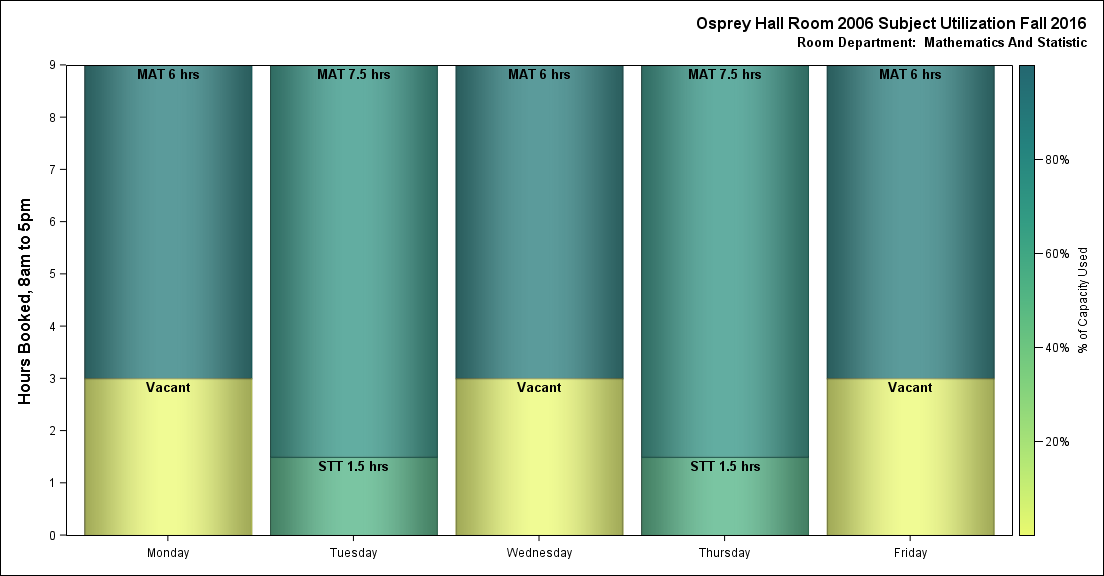 Osprey Hall Room 2006 Subject Utilization Fall 2016
Room Department:  Mathematics And Statistic
Hours Booked, 8am to 5pm
9
8
7
6
5
4
3
2
1
0
MAT 6 hrs
Vacant
MAT 7.5 hrs
STT 1.5 hrs
MAT 6 hrs
Vacant
MAT 7.5 hrs
STT 1.5 hrs
MAT 6 hrs
Vacant
Monday
Tuesday
Wednesday
Thursday
Friday
80%
60%
40%
20%
% of Capacity Used